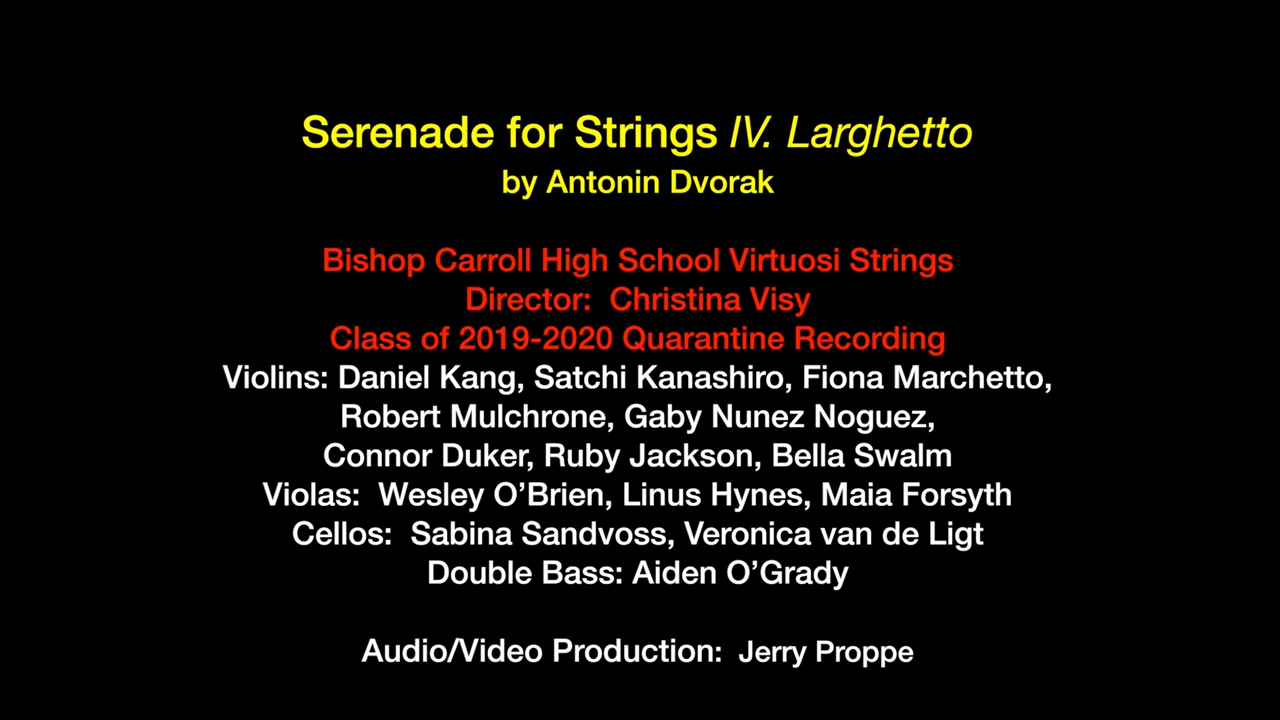 Serenade for Strings IV. Larghetto
by Antonin Dvorak
Bishop Carroll High School Virtuosi Strings
Director:  Christina Visy
Class of 2019-2020 Quarantine Recording
Violins: Daniel Kang, Satchi Kanashiro, Fiona Marchetto,
Robert Mulchrone, Gaby Nunez Noguez,
Connor Duker, Ruby Jackson, Bella Swalm
Violas:  Wesley O’Brien, Linus Hynes, Maia Forsyth
Cellos:  Sabina Sandvoss, Veronica van de Ligt
Double Bass: Aiden O’Grady
Audio/Video Production:  Jerry Proppe